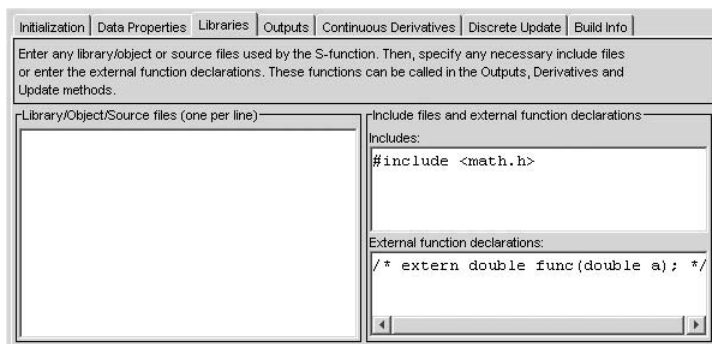 Initialization Data Properties Libraries Outputs Continuous Derivatives Discrete Update Build Info
Enter any library/object or source files used by the S-function. Then, specify any necessary include files
or enter the external function declarations. These functions can be called in the Outputs, Derivatives and
Update methods.
Library/Object/Source files (one per line)
Include files and external function declarations
Includes:
#include <math.h>
External function declarations:
/* extern double func(double a); */